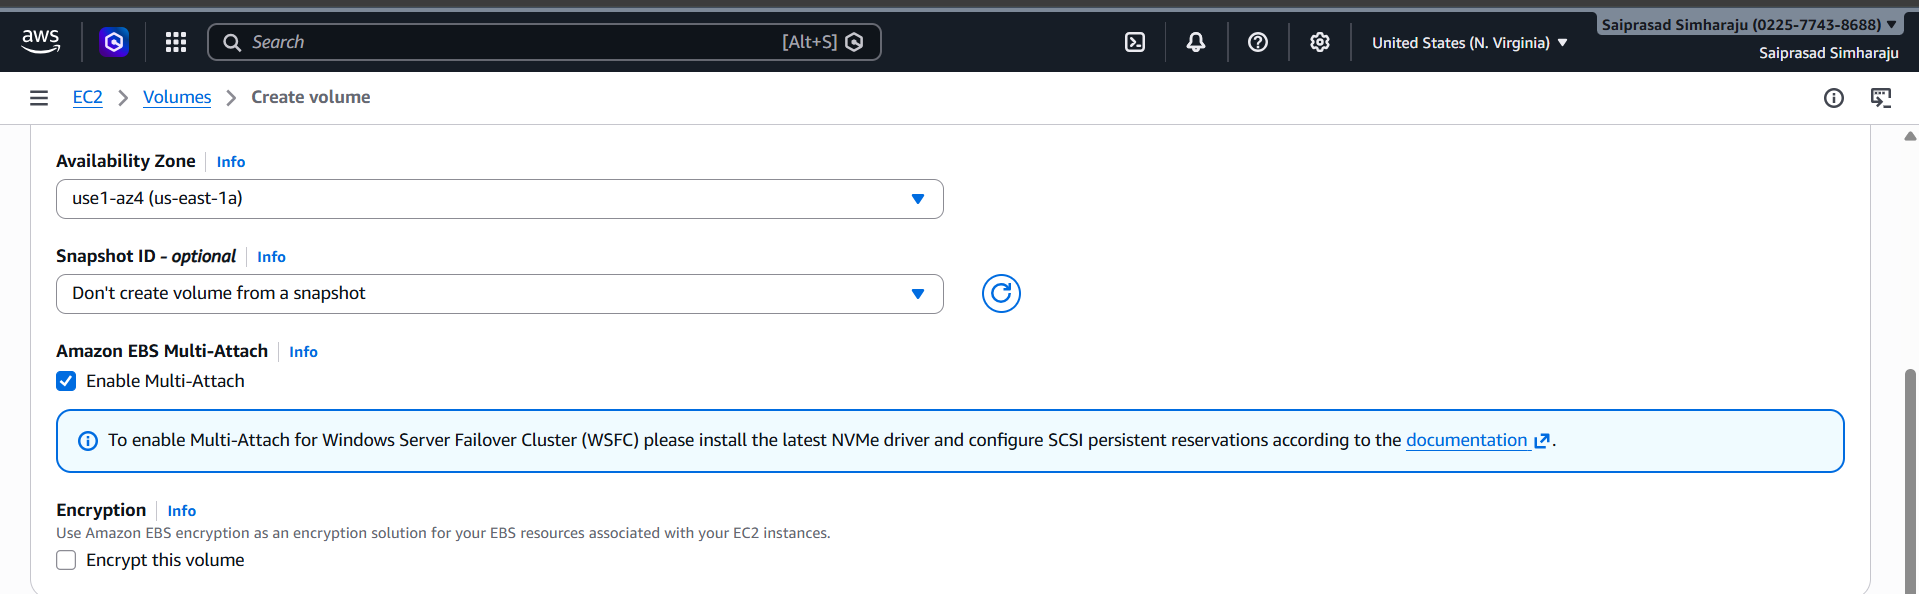 aws
Search [Alt+S]
United States (N. Virginia)
Saiprasad Simharaju (0225-7743-8688)
Saiprasad Simharaju
EC2 Volumes Create volume
Availability Zone Info
use1-az4 (us-east-1a)
Snapshot ID - optional Info
Don't create volume from a snapshot
Amazon EBS Multi-Attach Info
Enable Multi-Attach
To enable Multi-Attach for Windows Server Failover Cluster (WSFC) please install the latest NVMe driver and configure SCSI persistent reservations according to the documentation.
Encryption Info
Use Amazon EBS encryption as an encryption solution for your EBS resources associated with your EC2 instances.
Encrypt this volume